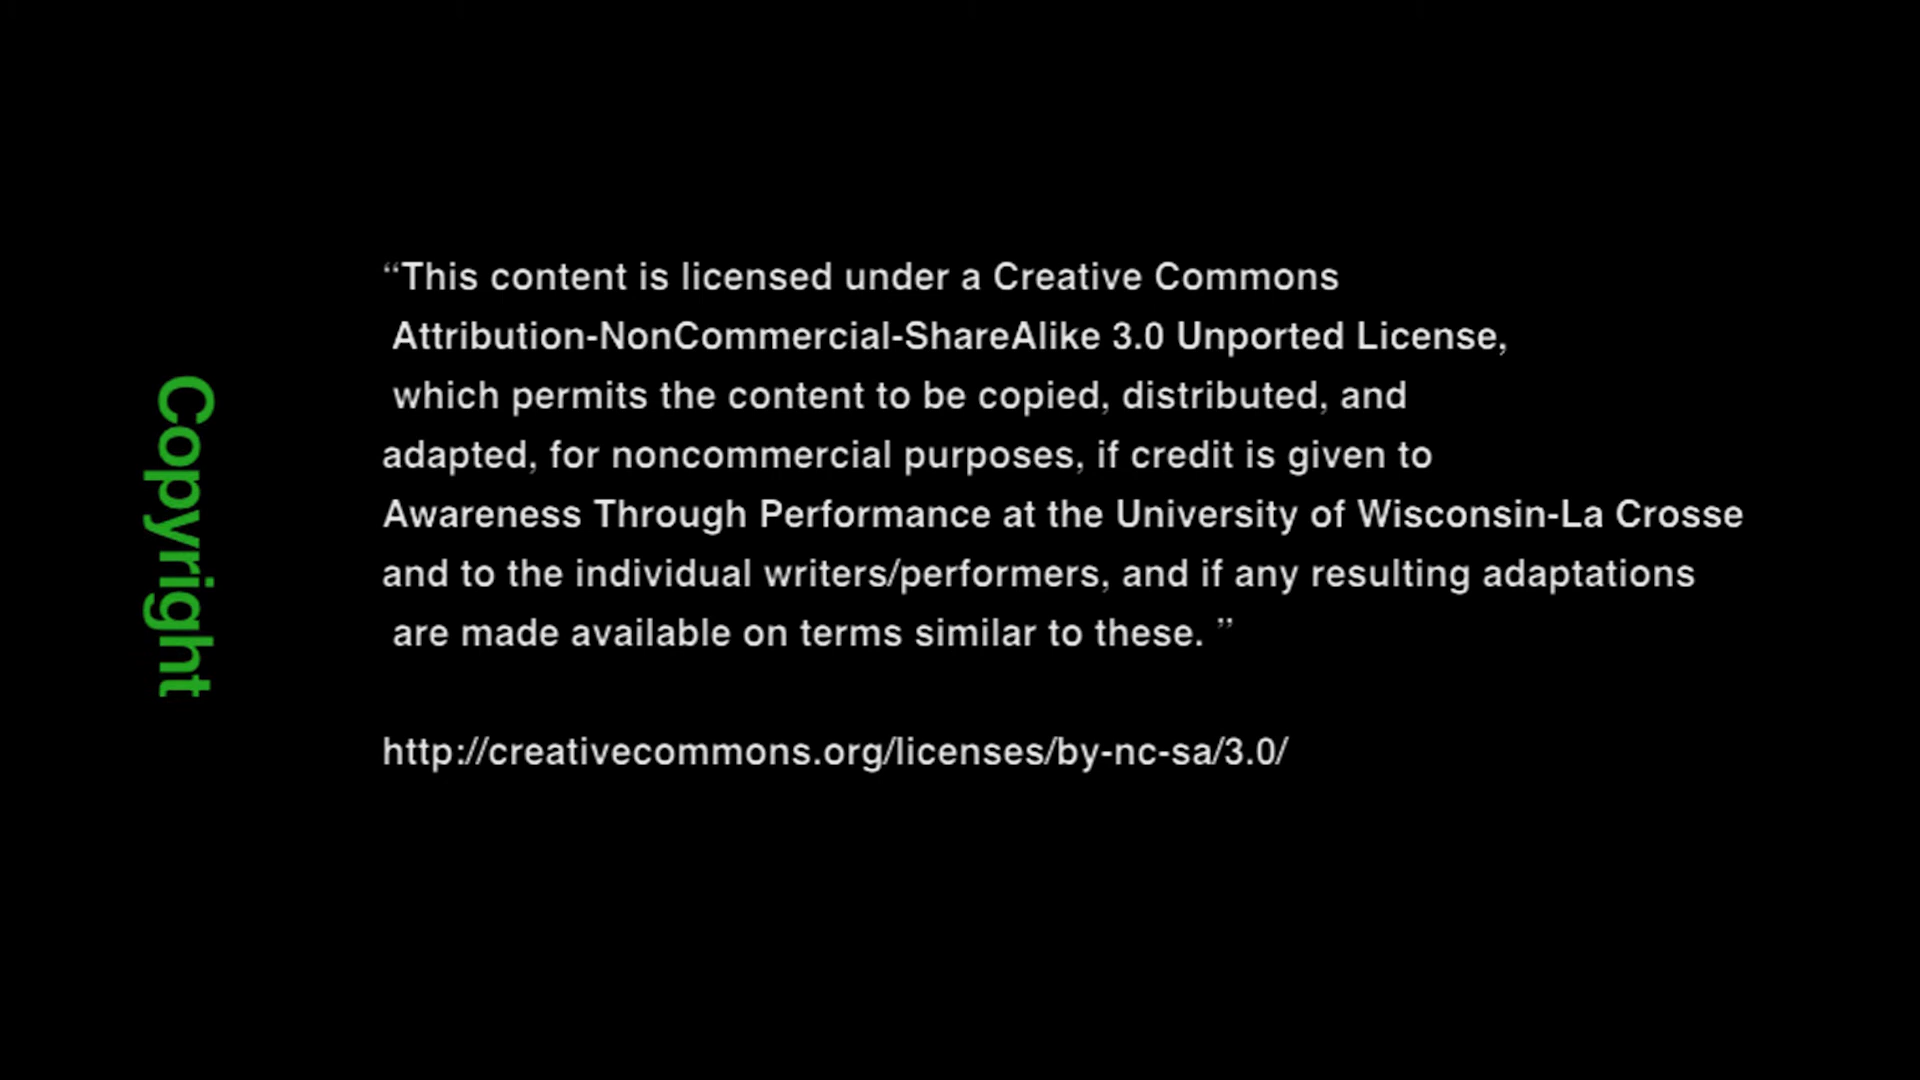 Copyright
“This content is licensed under a Creative Commons
Attribution-NonCommercial-ShareAlike 3.0 Unported License,
which permits the content to be copied, distributed, and
adapted, for noncommercial purposes, if credit is given to
Awareness Through Performance at the University of Wisconsin-La Crosse
and to the individual writers/performers, and if any resulting adaptations
are made available on terms similar to these. ”
http://creativecommons.org/licenses/by-nc-sa/3.0/